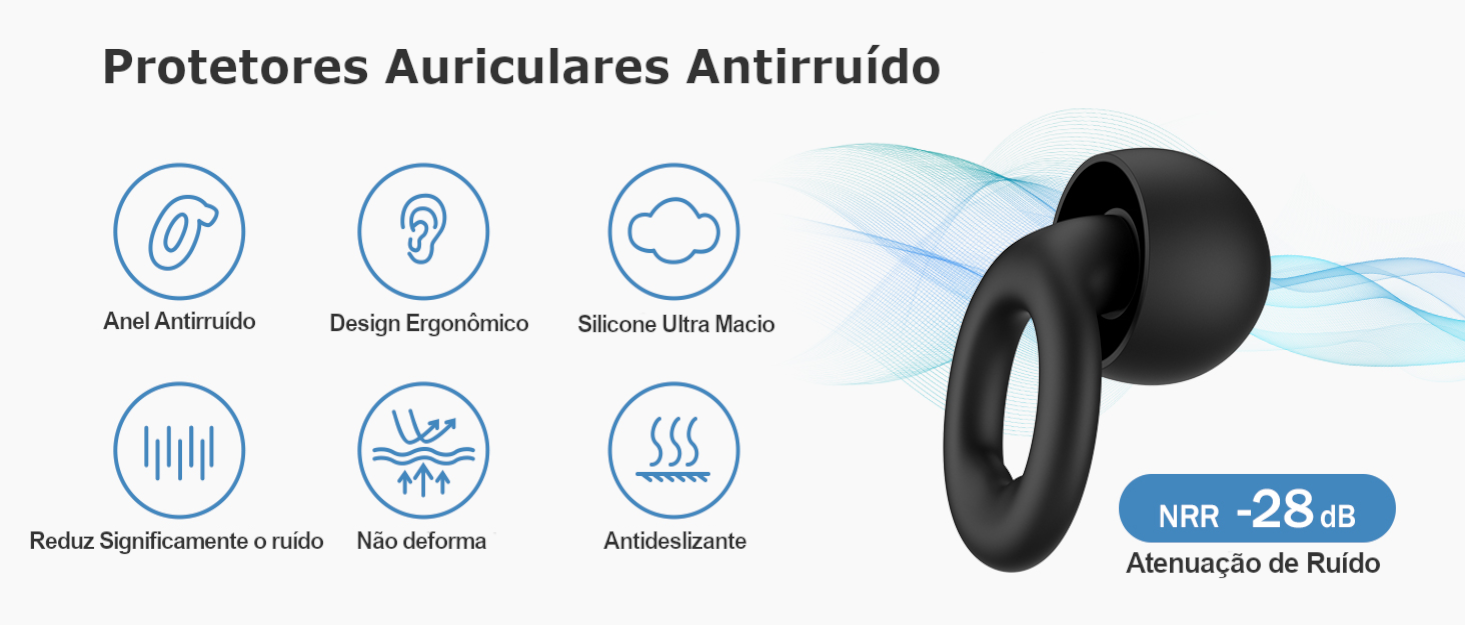 Protetores Auriculares Antirruído
Anel Antirruído
Design Ergonômico
Silicone Ultra Macio
Reduz Significamente o ruído
Não deforma
Antideslizante
NRR -28 dB
Atenuação de Ruído